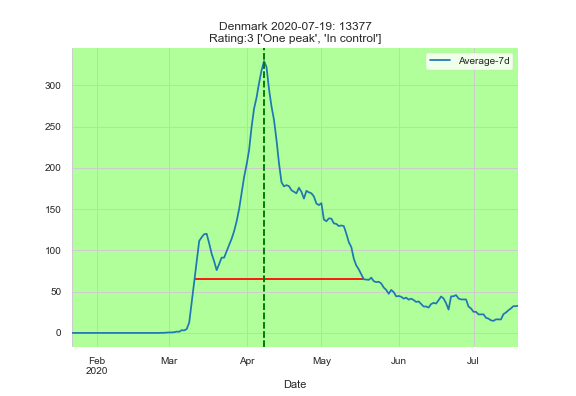 Denmark 2020-07-19: 13377
Rating:3 ['One peak', 'In control']
Average-7d
300
250
200
150
100
50
0
Feb
2020
Mar
Apr
May
Jun
Jul
Date